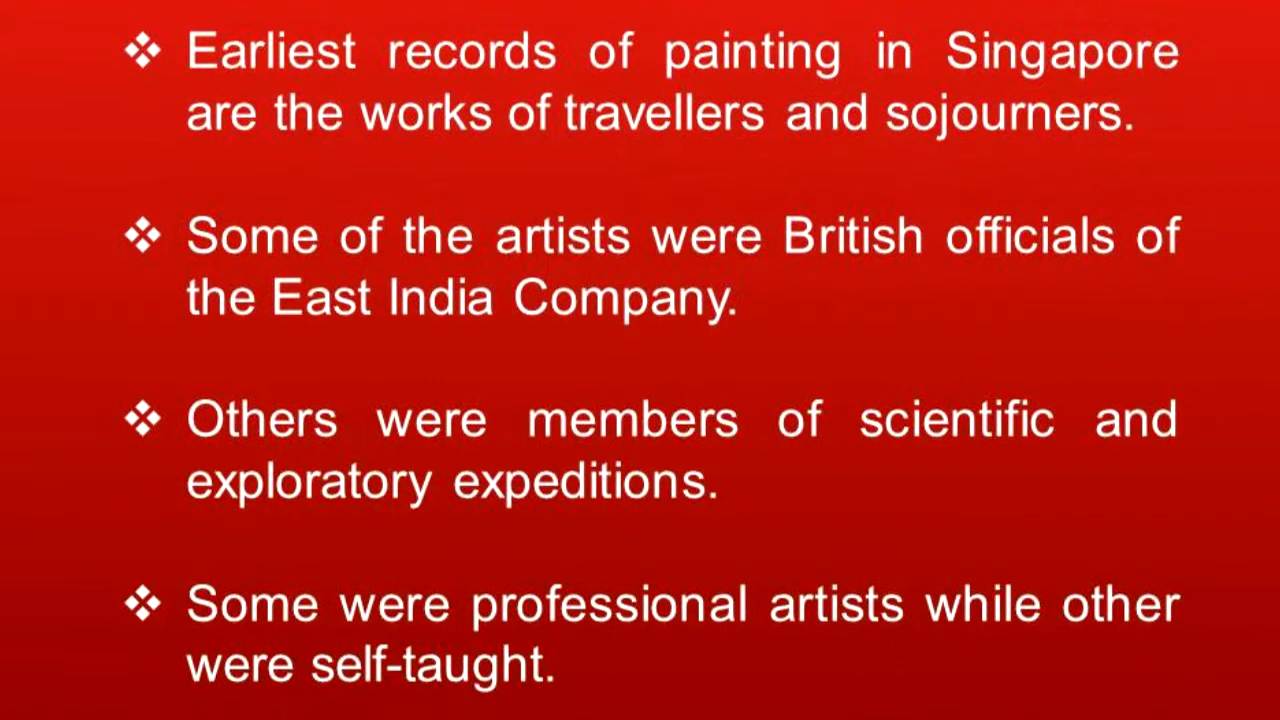 ❖ Earliest records of painting in Singapore
are the works of travellers and sojourners.
❖ Some of the artists were British officials of
the East India Company.
❖ Others were members of scientific and
exploratory expeditions.
❖ Some were professional artists while other
were self-taught.